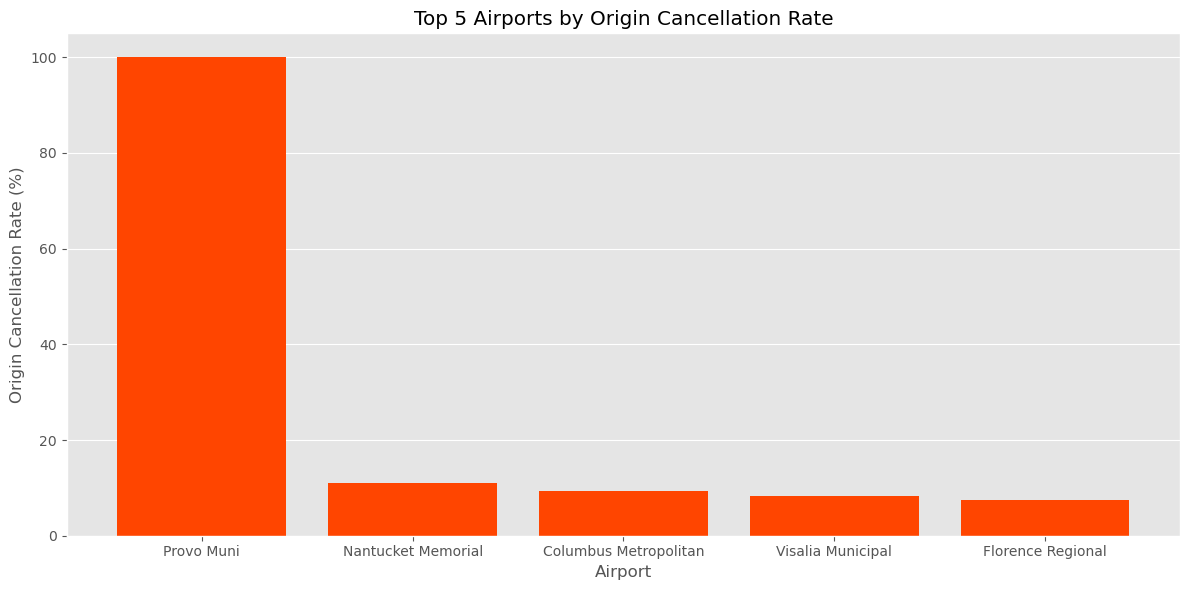 Top 5 Airports by Origin Cancellation Rate
Origin Cancellation Rate (%)
100
80
60
40
20
0
Provo Muni
Nantucket Memorial
Columbus Metropolitan
Visalia Municipal
Florence Regional
Airport